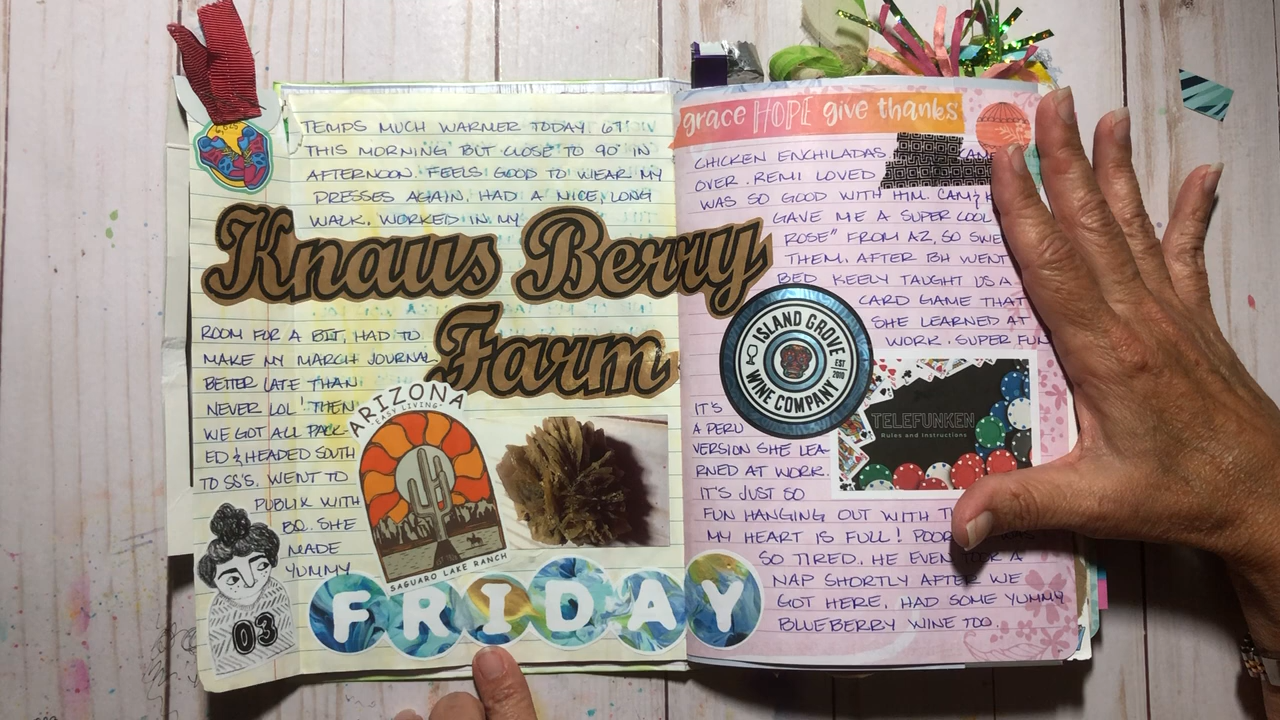 TEMPS MUCH WARMER TODAY. 67
THIS MORNING BUT CLOSE TO 90 IN
AFTERNOON. FEELS GOOD TO WEAR MY
DRESSES AGAIN. HAD A NICE, LONG
WALK. WORKED IN MY
Knaus Berry
Farm
ROOM FOR A BIT, HAD TO
MAKE MY MARCH JOURNAL
BETTER LATE THAN
NEVER LOL! THEN
WE GOT ALL PACK-
ED & HEADED SOUTH
TO SS'S. WENT TO
PUBLIX WITH
BQ. SHE
MADE
YUMMY
ARIZONA
"EASY LIVING"
SAGUARO LAKE RANCH
03
FRIDAY
grace HOPE give thanks
CHICKEN ENCHILADAS
OVER. REMI LOVED
WAS SO GOOD WITH HIM. CAM &
GAVE ME A SUPER COOL
ROSE" FROM AZ, SO SWE
THEM. AFTER BH WENT
BED KEELY TAUGHT US A
CARD GAME THAT
SHE LEARNED AT
WORK. SUPER FUN
ISLAND GROVE
EST 2010
WINE COMPANY
TELEFUNKEN
Rules and Instructions
IT'S
A PERU
VERSION SHE LEA-
RNED AT WORK.
IT'S JUST SO
FUN HANGING OUT WITH
MY HEART IS FULL! POOR WAS
SO TIRED. HE EVEN TOOK A
NAP SHORTLY AFTER WE
GOT HERE. HAD SOME YUMMY
BLUEBERRY WINE TOO